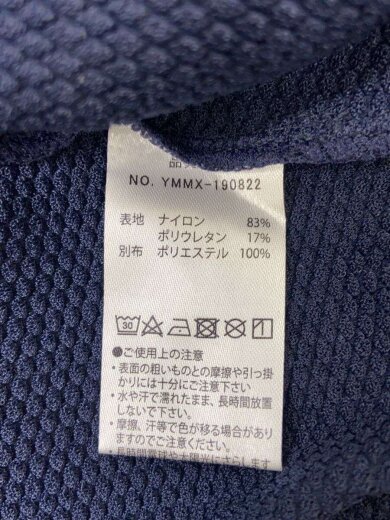 NO. YMMX-190822
表地 ナイロン 83%
ポリウレタン 17%
別布 ポリエステル 100%
30
●ご使用上の注意
・表面の粗いものとの摩擦や引っ掛
かりには十分にご注意下さい
・水や汗で濡れたまま、長時間放置
しないで下さい。
・摩擦、汗等で色が移る場合があり
ますのでご注意下さい。